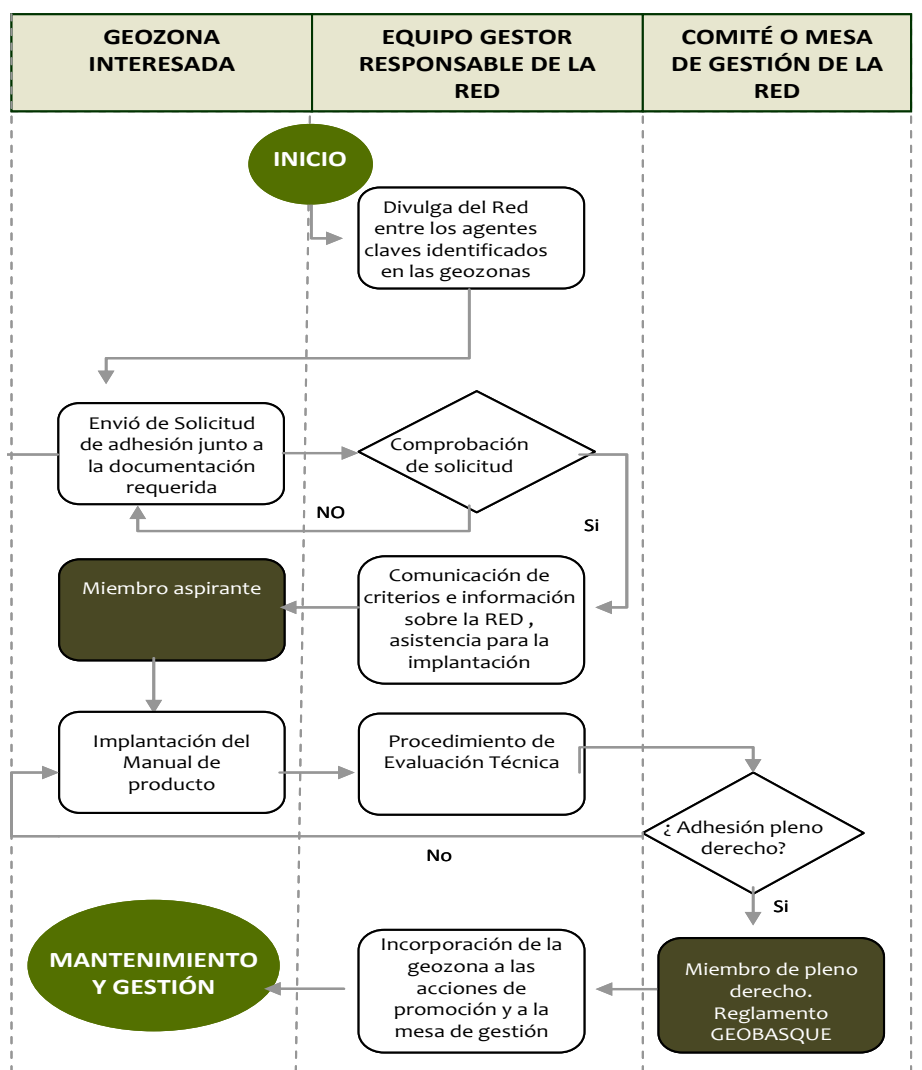 GEOZONA
INTERESADA
EQUIPO GESTOR
RESPONSABLE DE LA
RED
COMITÉ O MESA
DE GESTIÓN DE LA
RED
INICIO
Divulga del Red
entre los agentes
claves identificados
en las geozonas
Envió de Solicitud
de adhesión junto a
la documentación
requerida
Comprobación
de solicitud
NO
Si
Miembro aspirante
Comunicación de
criterios e información
sobre la RED ,
asistencia para la
implantación
Implantación del
Manual de
producto
Procedimiento de
Evaluación Técnica
¿ Adhesión pleno
derecho?
No
Si
MANTENIMIENTO
Y GESTIÓN
Incorporación de la
geozona a las
acciones de
promoción y a la
mesa de gestión
Miembro de pleno
derecho.
Reglamento
GEOBASQUE